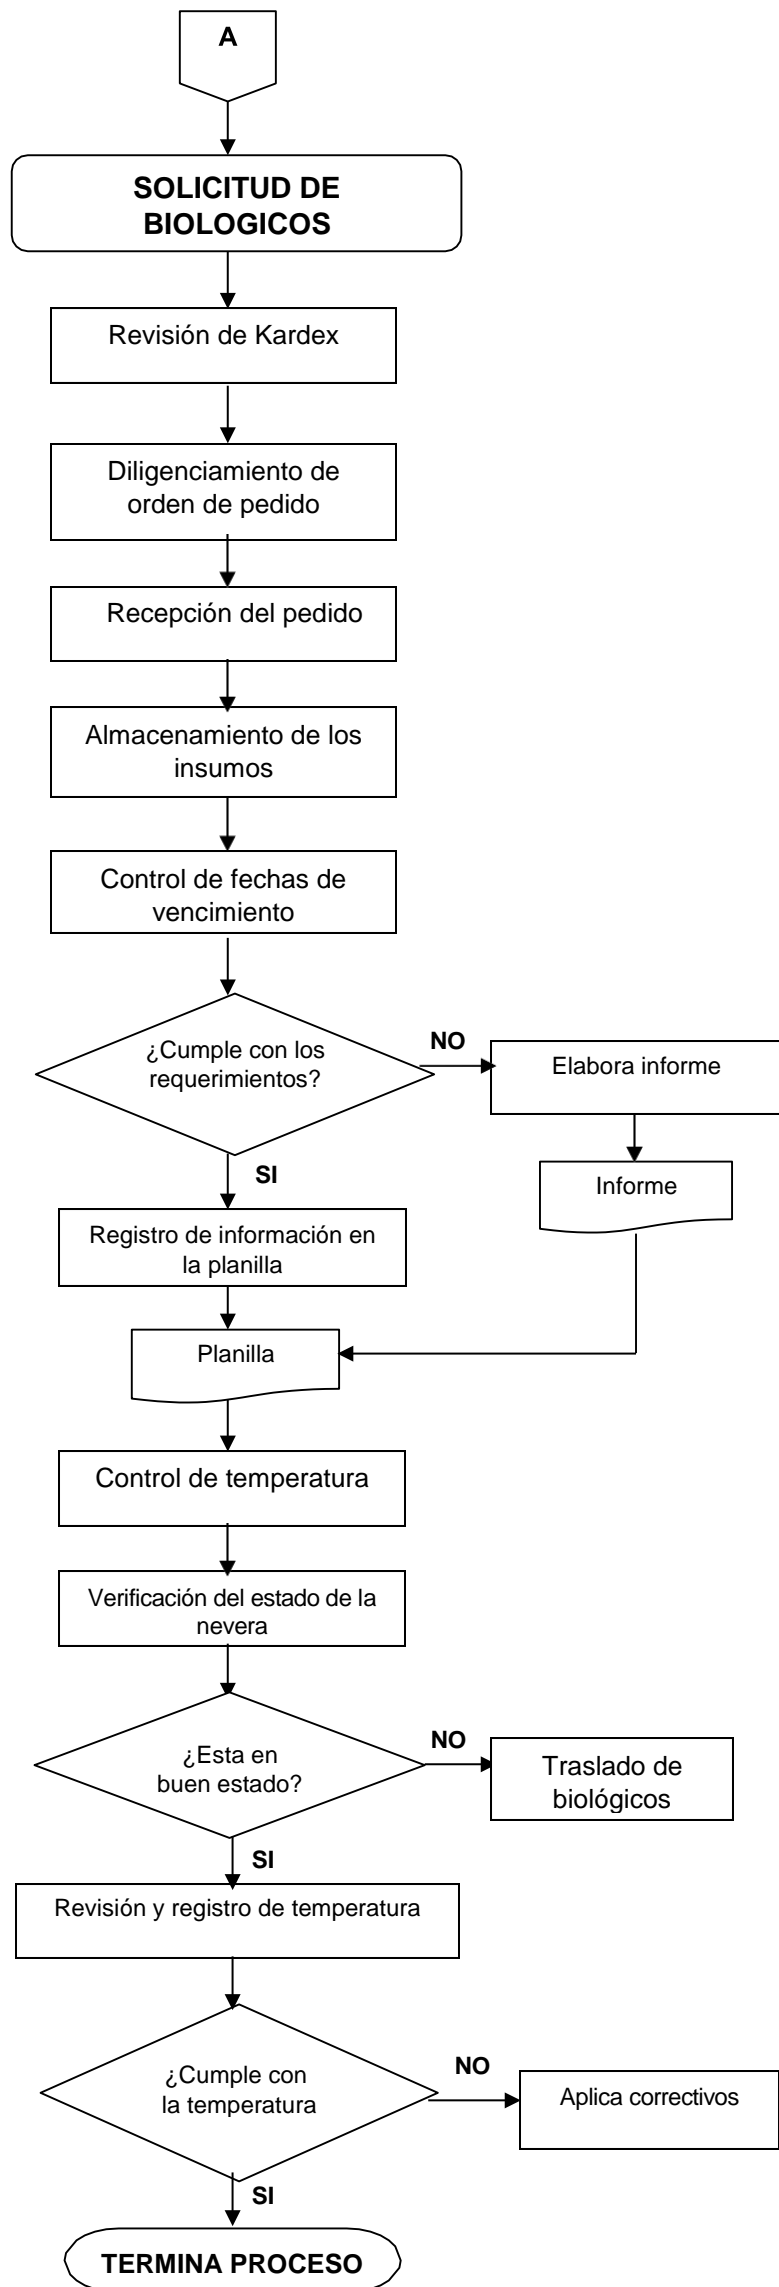 A
SOLICITUD DE
BIOLOGICOS
Revisión de Kardex
Diligenciamiento de
orden de pedido
Recepción del pedido
Almacenamiento de los
insumos
Control de fechas de
vencimiento
¿Cumple con los
requerimientos?
NO
Elabora informe
Informe
SI
Registro de información en
la planilla
Planilla
Control de temperatura
Verificación del estado de la
nevera
¿Esta en
buen estado?
NO
Traslado de
biológicos
SI
Revisión y registro de temperatura
¿Cumple con
la temperatura
NO
Aplica correctivos
SI
TERMINA PROCESO